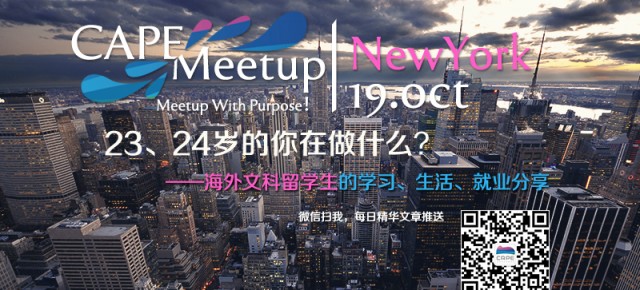 CAPE
Meetup
Meetup With Purpose!
NewYork
19.Oct
23、24岁的你在做什么?
——海外文科留学生的学习、生活、就业分享
微信扫我，每日精华文章推送
CAPE